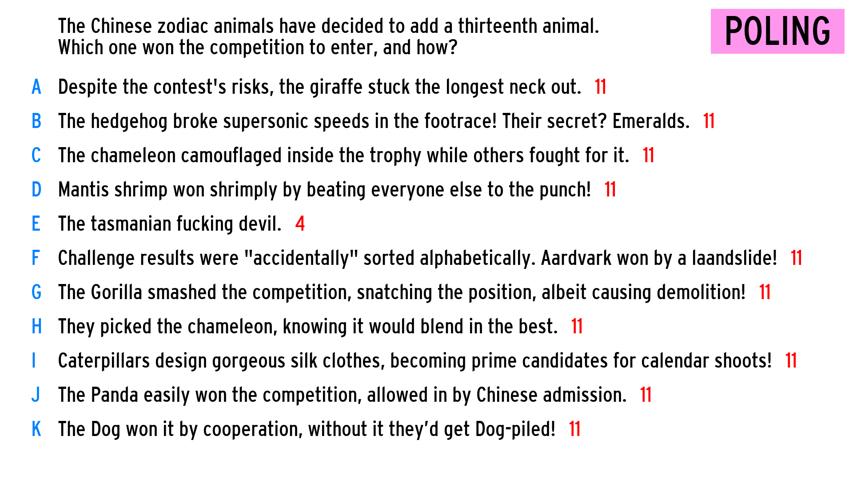 The Chinese zodiac animals have decided to add a thirteenth animal.
Which one won the competition to enter, and how?
POLING
A Despite the contest's risks, the giraffe stuck the longest neck out. 11
B The hedgehog broke supersonic speeds in the footrace! Their secret? Emeralds. 11
C The chameleon camouflaged inside the trophy while others fought for it. 11
D Mantis shrimp won shrimply by beating everyone else to the punch! 11
E The tasmanian fucking devil. 4
F Challenge results were "accidentally" sorted alphabetically. Aardvark won by a laandslide! 11
G The Gorilla smashed the competition, snatching the position, albeit causing demolition! 11
H They picked the chameleon, knowing it would blend in the best. 11
I Caterpillars design gorgeous silk clothes, becoming prime candidates for calendar shoots! 11
J The Panda easily won the competition, allowed in by Chinese admission. 11
K The Dog won it by cooperation, without it they’d get Dog-piled! 11